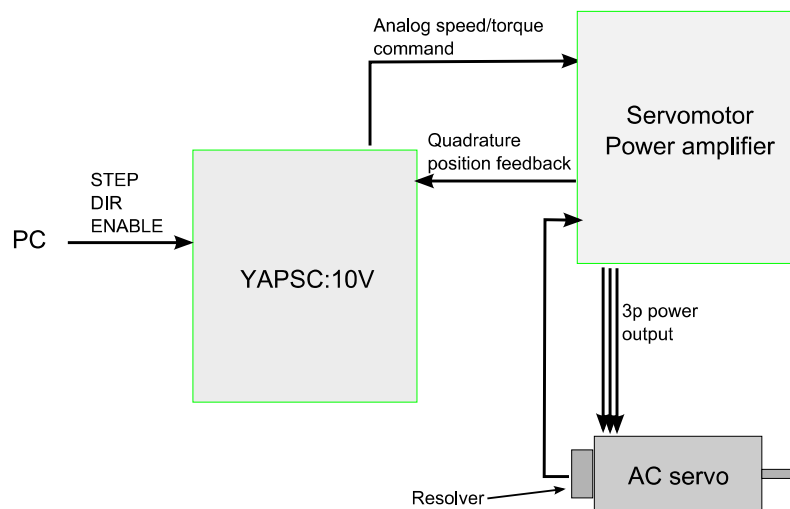 Analog speed/torque
command
Servomotor
Power amplifier
Quadrature
position feedback
STEP
DIR
ENABLE
PC
YAPSC:10V
3p power
output
AC servo
Resolver